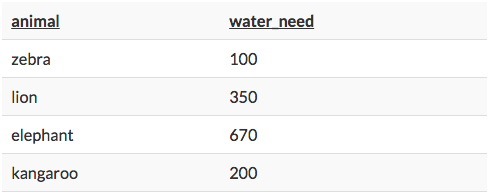 animal water_need
zebra 100
lion 350
elephant 670
kangaroo 200